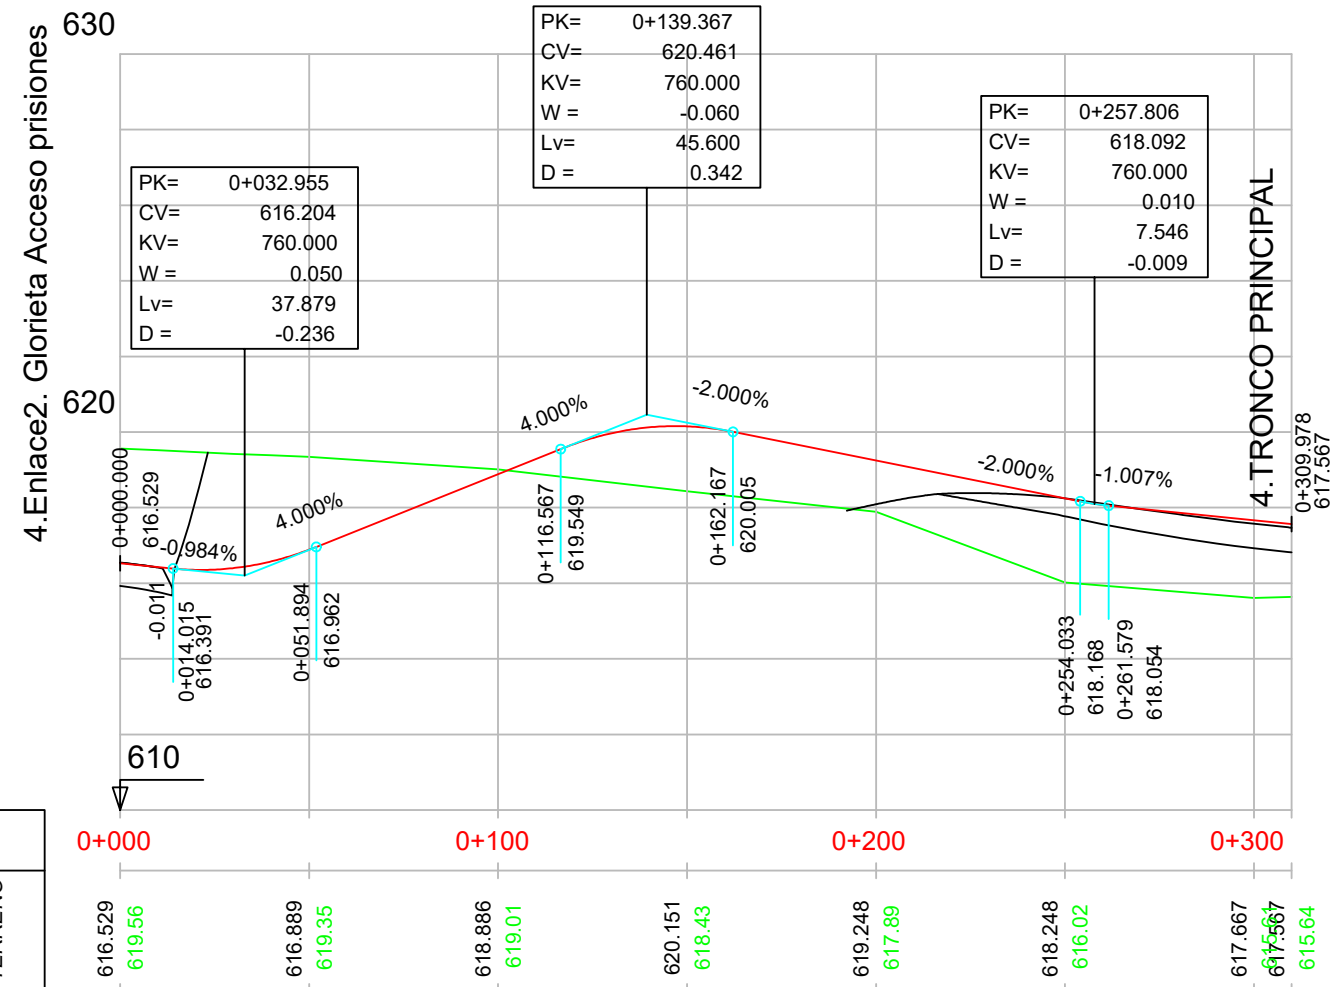 630
4.Enlace2. Glorieta Acceso prisiones
PK= 0+139.367
CV= 620.461
KV= 760.000
W = -0.060
Lv= 45.600
D = 0.342
PK= 0+257.806
CV= 618.092
KV= 760.000
W = 0.010
Lv= 7.546
D = -0.009
PK= 0+032.955
CV= 616.204
KV= 760.000
W = 0.050
Lv= 37.879
D = -0.236
4.TRONCO PRINCIPAL
620
4.000%
-2.000%
-2.000%
-1.007%
0+309.978
617.567
0+000.000
616.529
-0.984%
4.000%
-0.011
0+014.015
616.391
0+051.894
616.962
0+116.567
619.549
0+162.167
620.005
0+254.033
618.168
0+261.579
618.054
610
0+000
0+100
0+200
0+300
616.529
619.56
616.889
619.35
618.886
619.01
620.151
618.43
619.248
617.89
618.248
616.02
617.667
617.567
615.64